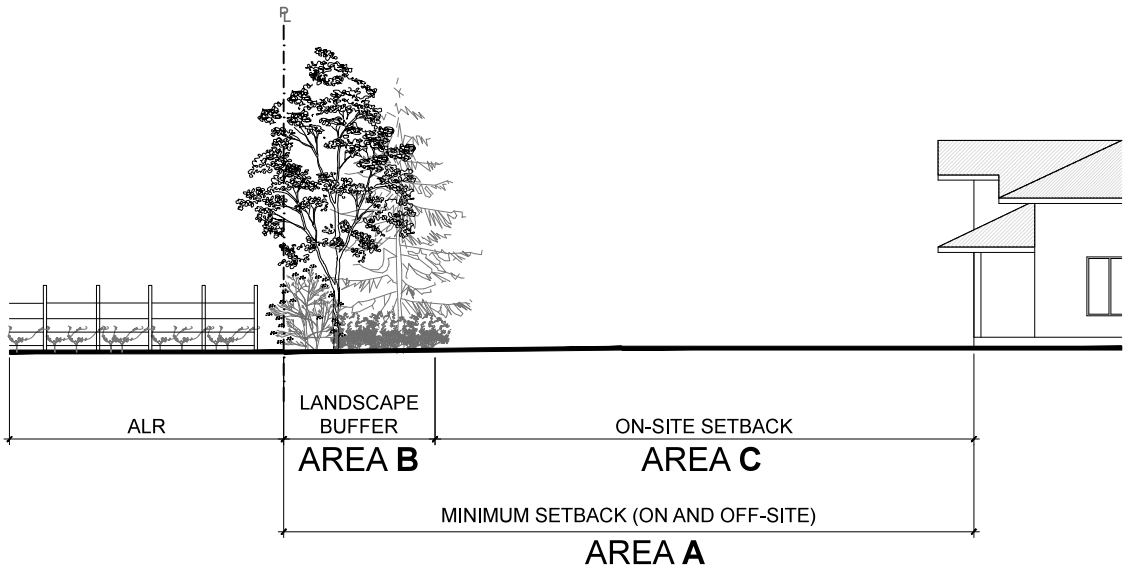 PL
ALR
LANDSCAPE
BUFFER
AREA B
ON-SITE SETBACK
AREA C
MINIMUM SETBACK (ON AND OFF-SITE)
AREA A